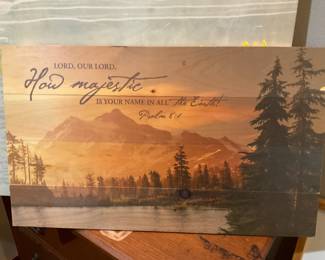 LORD, OUR LORD,
How majestic
IS YOUR NAME IN ALL the Earth!
Psalm 8:1